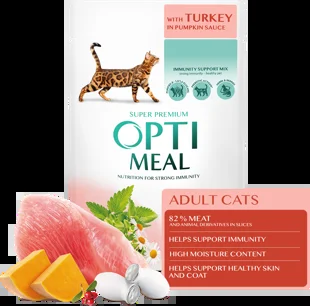 WITH TURKEY
IN PUMPKIN SAUCE
IMMUNITY SUPPORT MIX
SUPER PREMIUM
OPTI
MEAL
NUTRITION FOR STRONG IMMUNITY
ADULT CATS
82 % MEAT
AND ANIMAL DERIVATIVES IN SLICES
HELPS SUPPORT IMMUNITY
HIGH MOISTURE CONTENT
HELPS SUPPORT HEALTHY SKIN
AND COAT